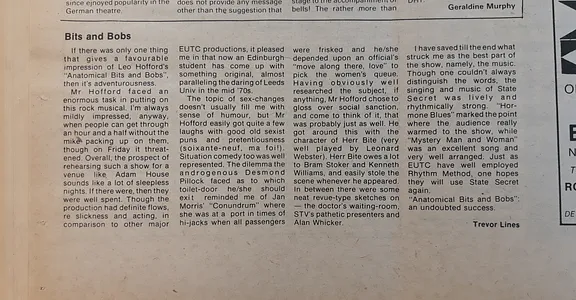 since ejnoyed popularity in the
German theatre.
does not provide any message
other than the suggestion that
stage to the accompaniment of
bells! The rather more than
Geraldine Murphy
Bits and Bobs
If there was only one thing
that gives a favourable
impression of Leo Hofford's
"Anatomical Bits and Bobs",
then it's adventurousness.
Mr Hofford faced an
enormous task in putting on
this rock musical. I'm always
mildly impressed, anyway,
when people can get through
an hour and a half without the
mike packing up on them,
though on Friday it threat-
ened. Overall, the prospect of
rehearsing such a show for a
venue like Adam House
sounds like a lot of sleepless
nights. If there were, then they
were well spent. Though the
production had definite flows,
re slickness and acting, in
comparison to other major
EUTC productions, it pleased
me in that now an Edinburgh
student has come up with
something original, almost
paralleling the daring of Leeds
Univ in the mid '70s.
The topic of sex-changes
doesn't usually fill me with
sense of humour, but Mr
Hofford easily got quite a few
laughs with good old sexist
puns and pretentiousness
(soixante-neuf, ma foi!).
Situation comedy too was well
represented. The dilemma the
androgenous Desmond
Pillock faced as to which
toilet-door he/she should
exit reminded me of Jan
Morris' "Conundrum" where
she was at a port in times of
hi-jacks when all passengers
were frisked and he/she
depended upon an official's
"move along there, love" to
pick the women's queue.
Having obviously well
researched the subject, if
anything, Mr Hofford chose to
gloss over social sanction,
and come to think of it, that
was probably just as well. He
got around this with the
character of Herr Bite (very
well played by Leonard
Webster). Herr Bite owes a lot
to Bram Stoker and Kenneth
Williams, and easily stole the
scene whenever he appeared.
In between there were some
neat revue-type sketches on
— the doctor's waiting-room,
STV's pathetic presenters and
Alan Whicker.
I have saved till the end what
struck me as the best part of
the show, namely, the music.
Though one couldn't always
distinguish the words, the
singing and music of State
Secret was lively and
rhythmically strong. "Hor-
mone Blues" marked the point
where the audience really
warmed to the show, while
"Mystery Man and Woman"
was an excellent song and
very well arranged. Just as
EUTC have well employed
Rhythm Method, one hopes
they will use State Secret
again.
"Anatomical Bits and Bobs":
an undoubted success.
Trevor Lines